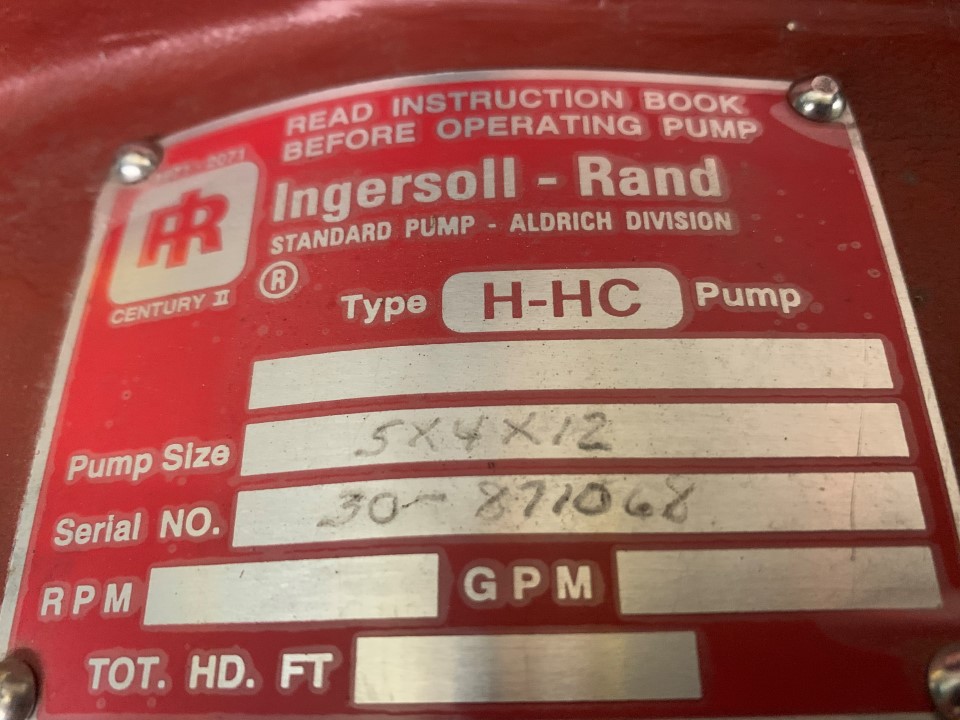 READ INSTRUCTION BOOK
BEFORE OPERATING PUMP
IR
Ingersoll - Rand
STANDARD PUMP - ALDRICH DIVISION
®
CENTURY II
Type H-HC Pump
Pump Size 5X4X12
Serial NO. 30-871068
RPM GPM
TOT. HD. FT